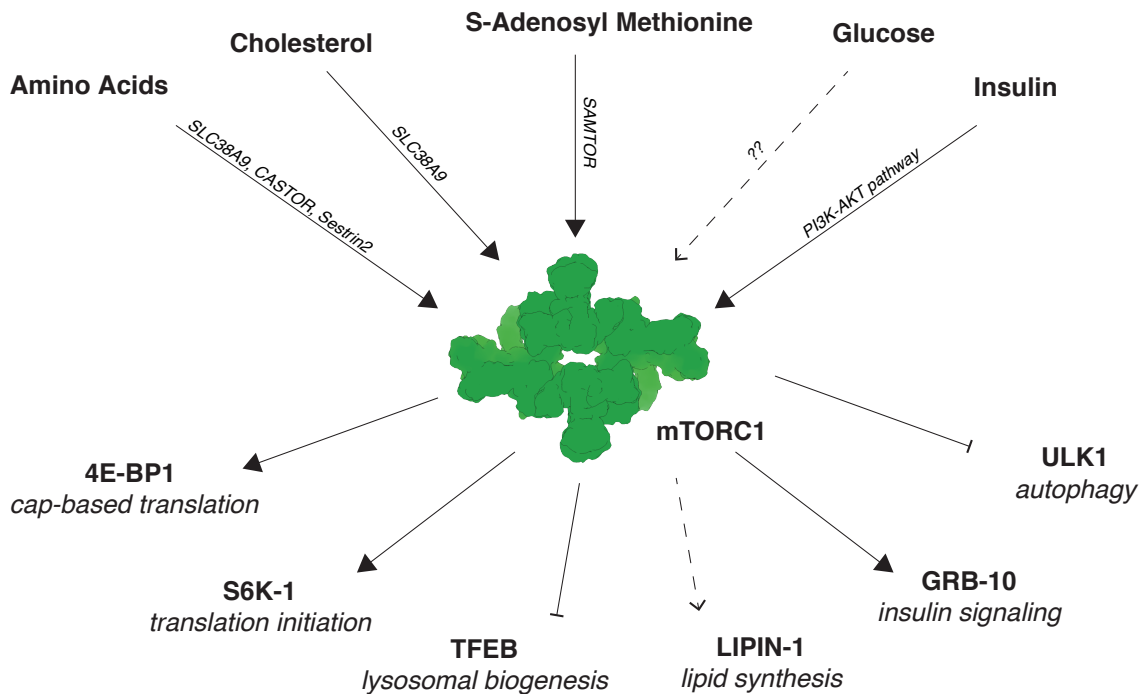 S-Adenosyl Methionine
Cholesterol
Glucose
Amino Acids
Insulin
SLC38A9, CASTOR, Sestrin2
SLC38A9
SAMTOR
??
PI3K-AKT pathway
mTORC1
4E-BP1
cap-based translation
ULK1
autophagy
S6K-1
translation initiation
GRB-10
insulin signaling
TFEB
lysosomal biogenesis
LIPIN-1
lipid synthesis